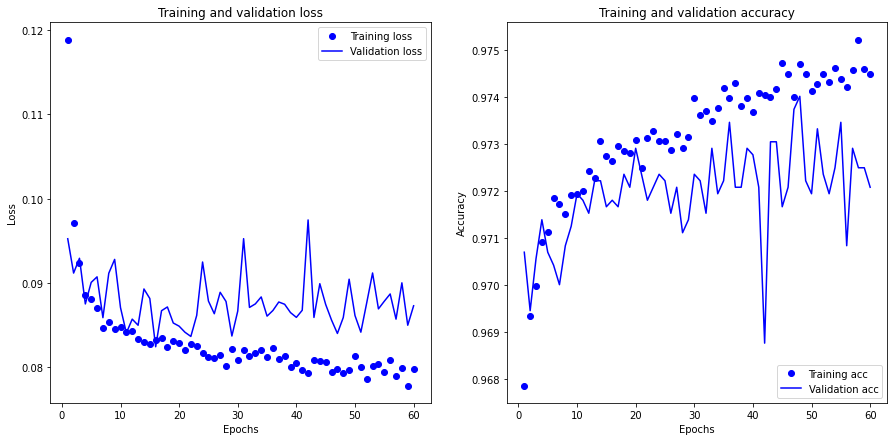 Training and validation loss
Training loss
Validation loss
0.12
0.11
0.10
0.09
0.08
Loss
0 10 20 30 40 50 60
Epochs
Training and validation accuracy
0.975
0.974
0.973
0.972
0.971
0.970
0.969
0.968
Accuracy
Training acc
Validation acc
0 10 20 30 40 50 60
Epochs